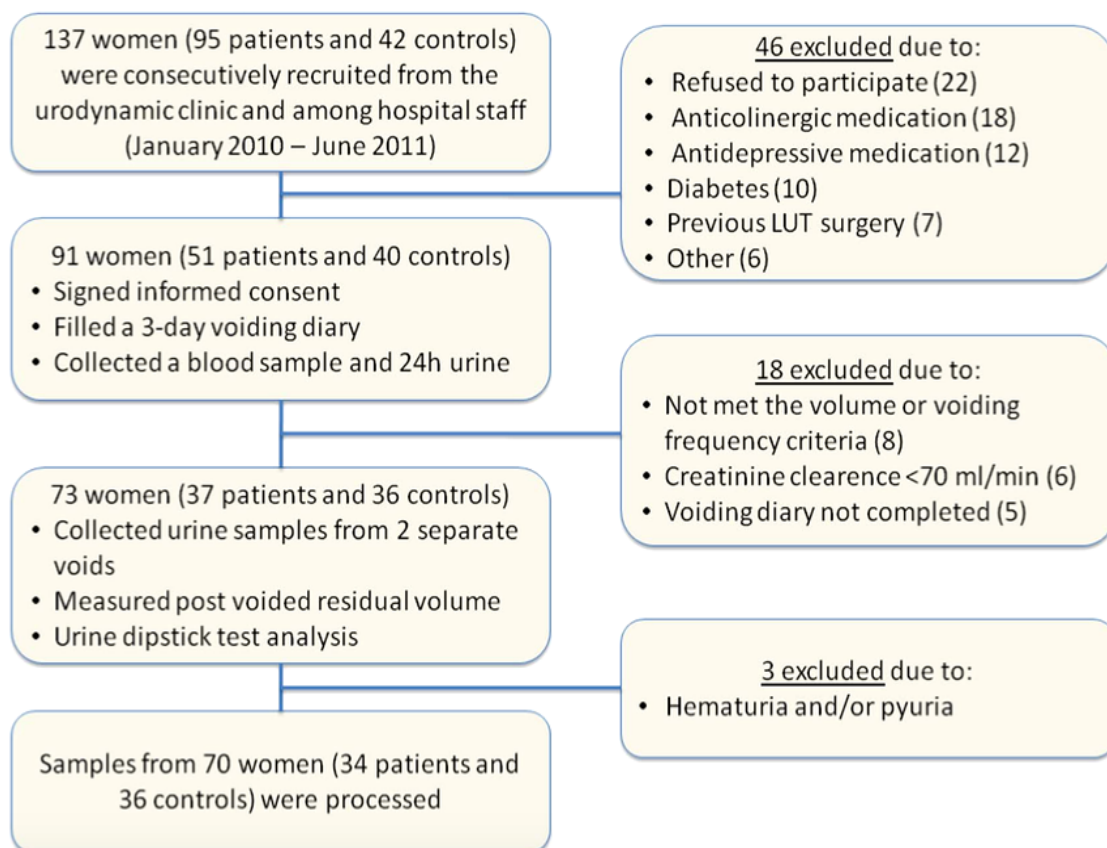 137 women (95 patients and 42 controls)
were consecutively recruited from the
urodynamic clinic and among hospital staff
(January 2010 – June 2011)
46 excluded due to:
• Refused to participate (22)
• Anticolinergic medication (18)
• Antidepressive medication (12)
• Diabetes (10)
• Previous LUT surgery (7)
• Other (6)
91 women (51 patients and 40 controls)
• Signed informed consent
• Filled a 3-day voiding diary
• Collected a blood sample and 24h urine
18 excluded due to:
• Not met the volume or voiding
frequency criteria (8)
• Creatinine clearence <70 ml/min (6)
• Voiding diary not completed (5)
73 women (37 patients and 36 controls)
• Collected urine samples from 2 separate
voids
• Measured post voided residual volume
• Urine dipstick test analysis
3 excluded due to:
• Hematuria and/or pyuria
Samples from 70 women (34 patients and
36 controls) were processed